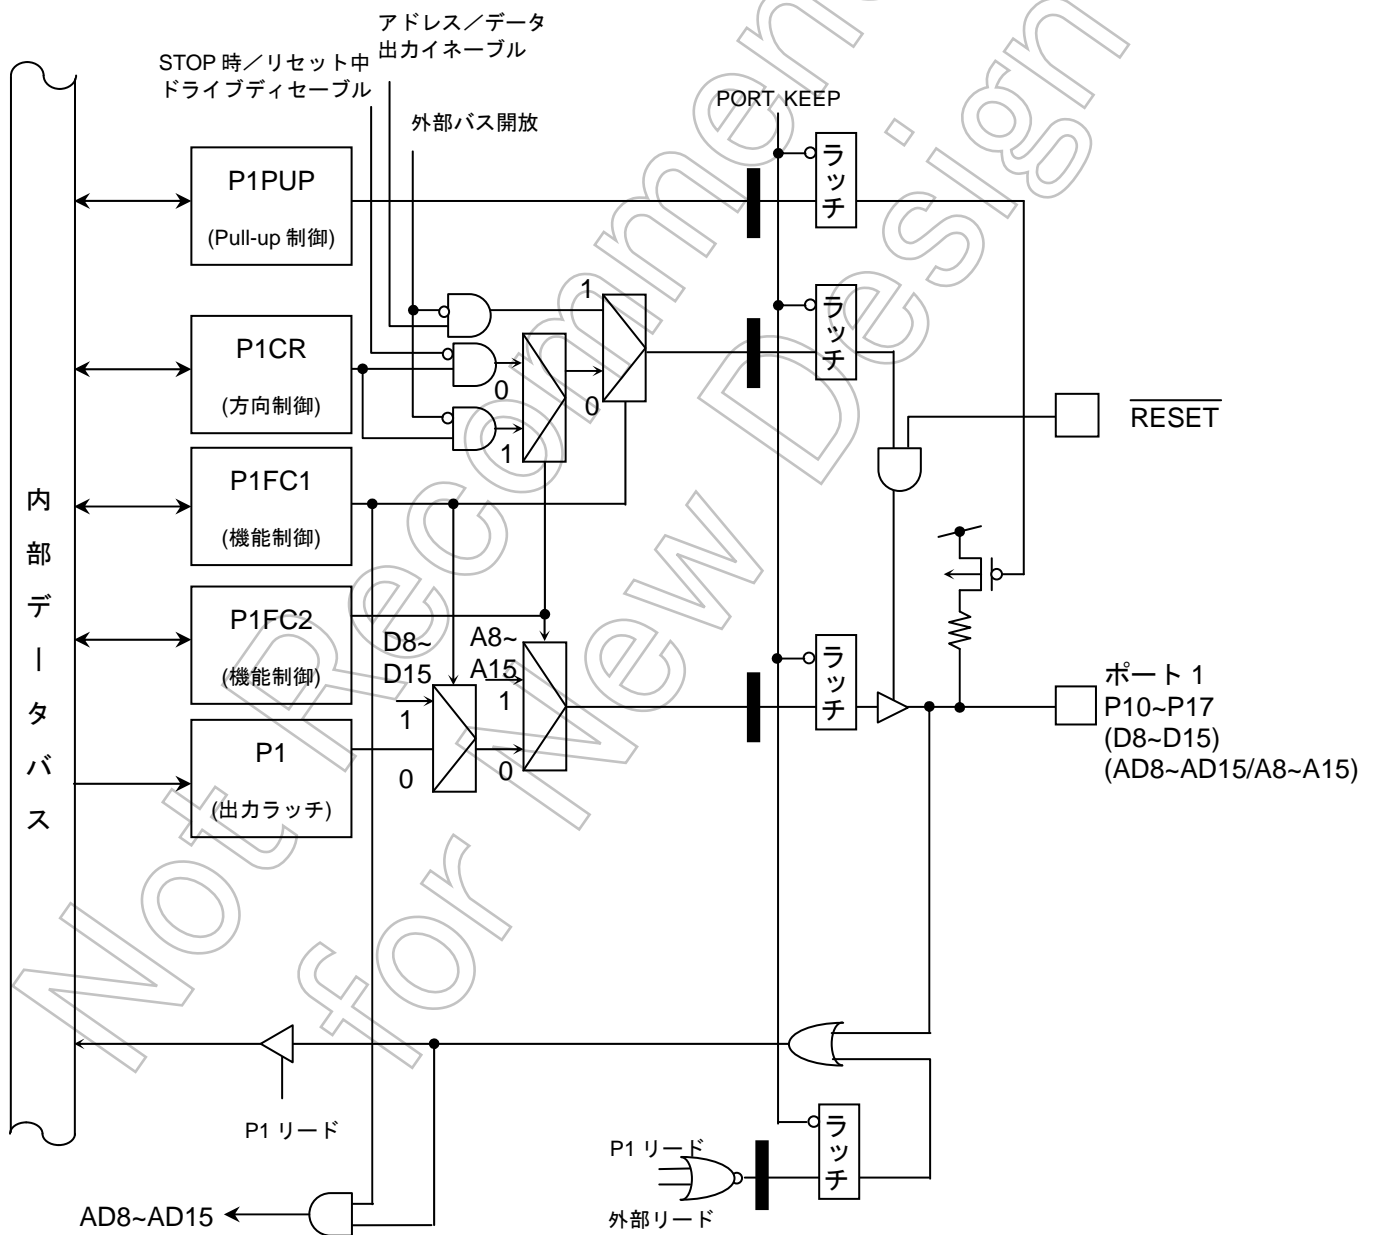 アドレス／データ
出力イネーブル
STOP 時／リセット中
ドライブディセーブル
外部バス開放
PORT KEEP
P1PUP
(Pull-up 制御)
ラッチ
P1CR
(方向制御)
1
0
0
1
ラッチ
RESET
P1FC1
(機能制御)
P1FC2
(機能制御)
D8~
D15
A8~
A15
1
0
1
0
P1
(出力ラッチ)
ラッチ
ポート 1
P10~P17
(D8~D15)
(AD8~AD15/A8~A15)
内部データバス
P1 リード
P1 リード
外部リード
ラッチ
AD8~AD15
Not Recommended
for New Design